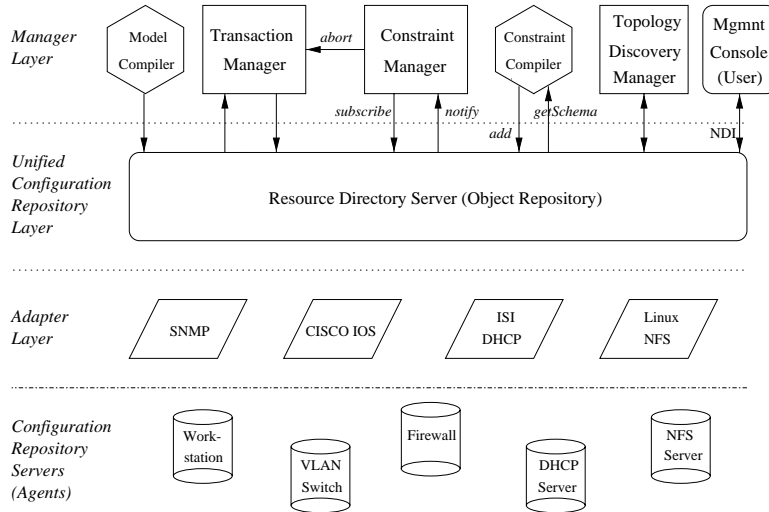 Manager
Layer
Model
Compiler
Transaction
Manager
abort
Constraint
Manager
Constraint
Compiler
Topology
Discovery
Manager
Mgmnt
Console
(User)
subscribe
notify
add
getSchema
NDI
Unified
Configuration
Repository
Layer
Resource Directory Server (Object Repository)
Adapter
Layer
SNMP
CISCO IOS
ISI
DHCP
Linux
NFS
Configuration
Repository
Servers
(Agents)
Work-
station
VLAN
Switch
Firewall
DHCP
Server
NFS
Server